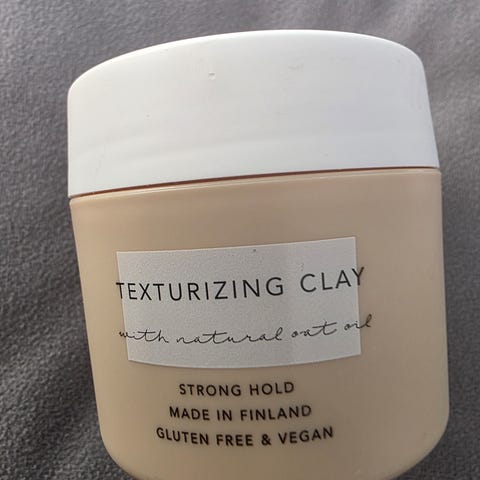 TEXTURIZING CLAY
with natural oat oil
STRONG HOLD
MADE IN FINLAND
GLUTEN FREE & VEGAN